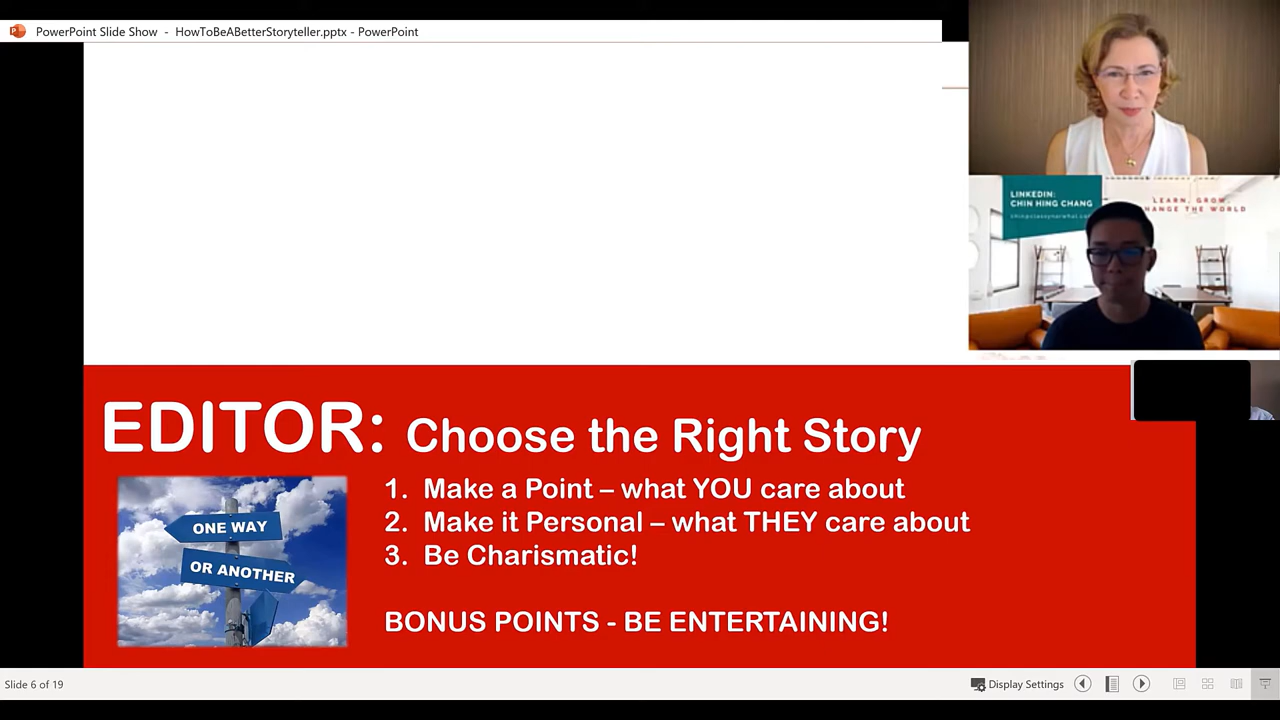 PowerPoint Slide Show - HowToBeABetterStoryteller.pptx - PowerPoint
LINKEDIN:
CHIN HING CHANG
LEARN, GROW,
HANGE THE WORLD
EDITOR: Choose the Right Story
1. Make a Point – what YOU care about
2. Make it Personal – what THEY care about
3. Be Charismatic!
BONUS POINTS - BE ENTERTAINING!
ONE WAY
OR ANOTHER
Slide 6 of 19
Display Settings